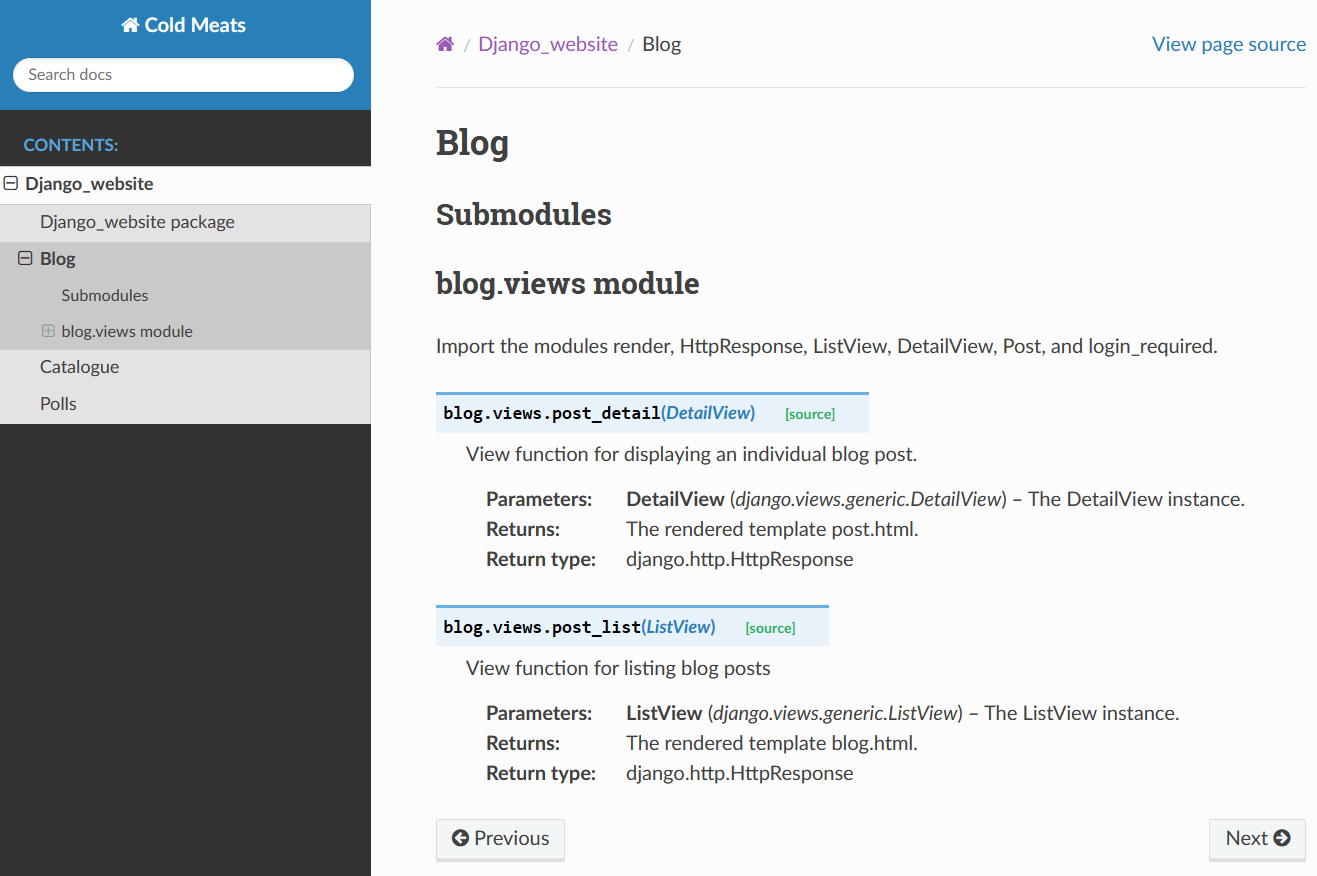 Cold Meats
Search docs
CONTENTS:
Django_website
Django_website package
Blog
Submodules
blog.views module
Catalogue
Polls
/ Django_website / Blog
View page source
Blog
Submodules
blog.views module
Import the modules render, HttpResponse, ListView, DetailView, Post, and login_required.
blog.views.post_detail(DetailView) [source]
View function for displaying an individual blog post.
Parameters: DetailView (django.views.generic.DetailView) – The DetailView instance.
Returns: The rendered template post.html.
Return type: django.http.HttpResponse
blog.views.post_list(ListView) [source]
View function for listing blog posts
Parameters: ListView (django.views.generic.ListView) – The ListView instance.
Returns: The rendered template blog.html.
Return type: django.http.HttpResponse
Previous
Next